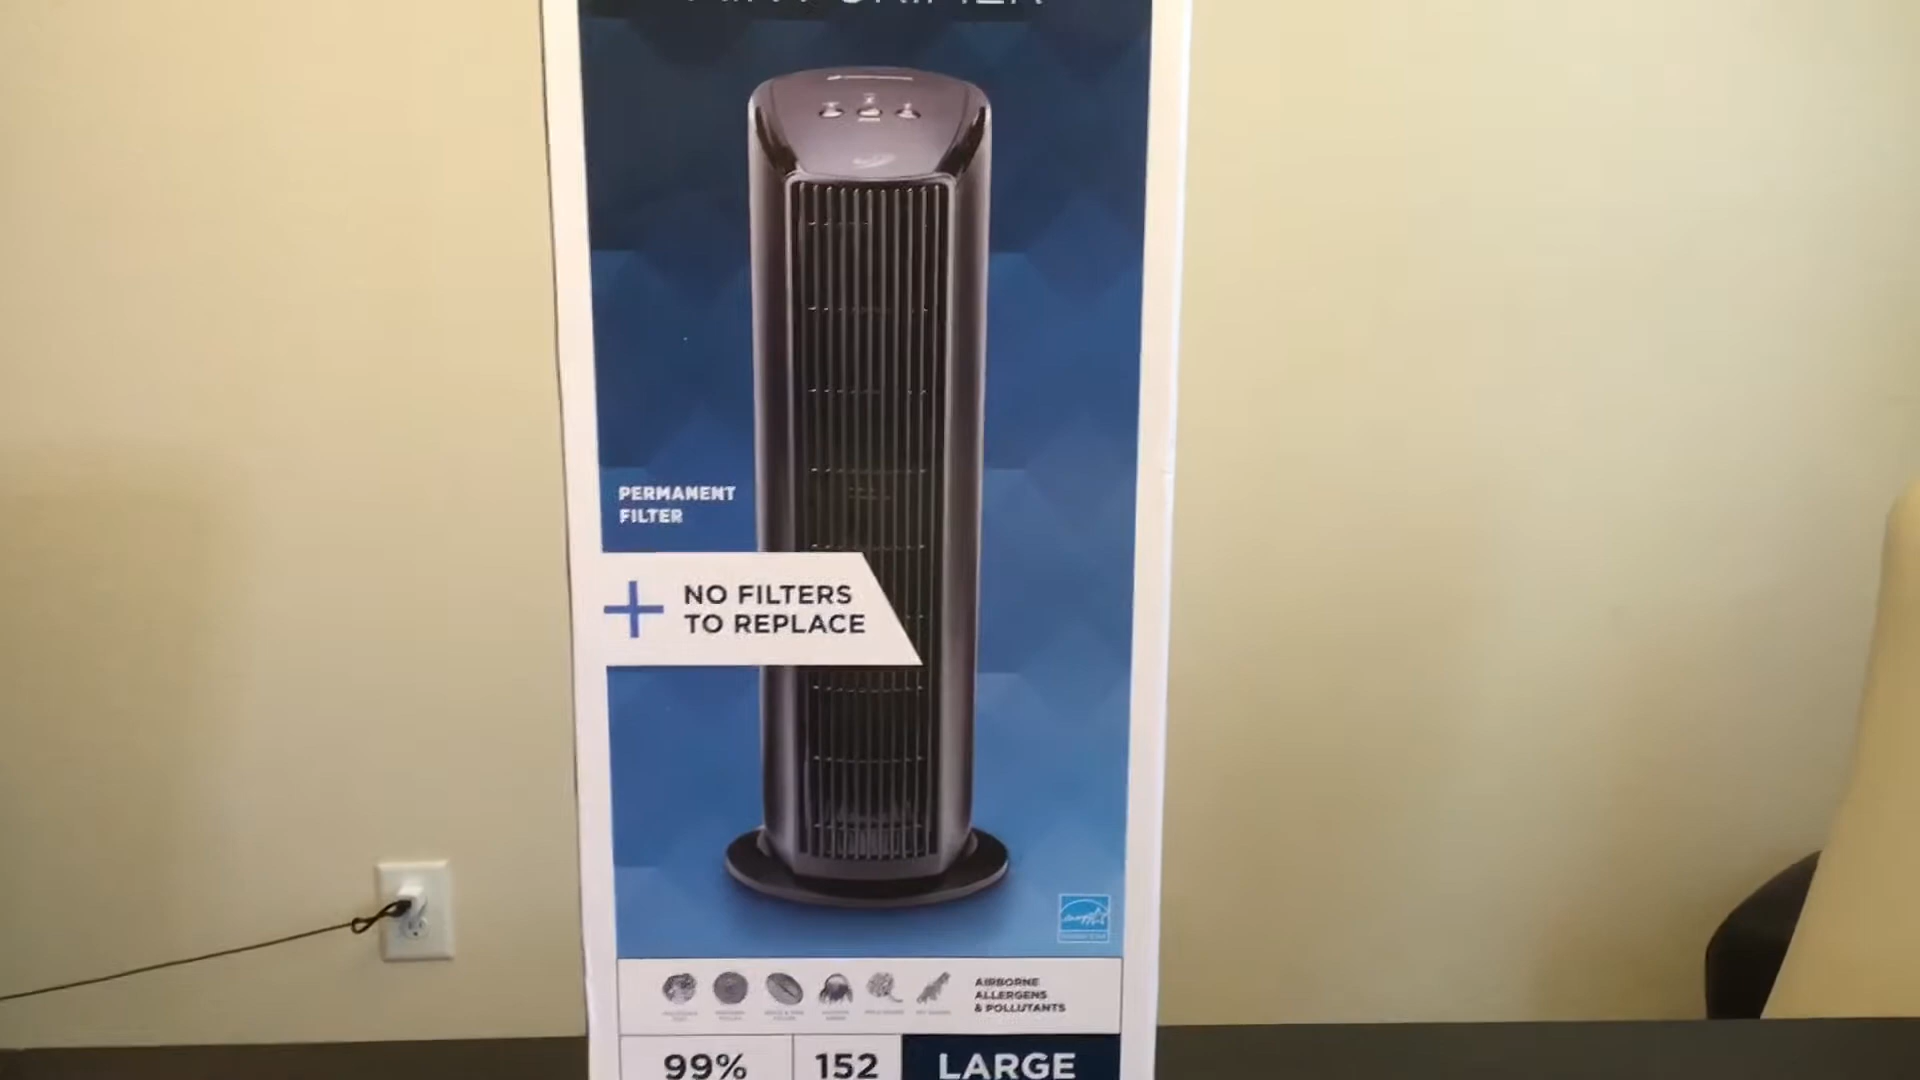 PERMANENT
FILTER
NO FILTERS
TO REPLACE
AIRBORNE
ALLERGENS
& POLLUTANTS
99%
152
LARGE